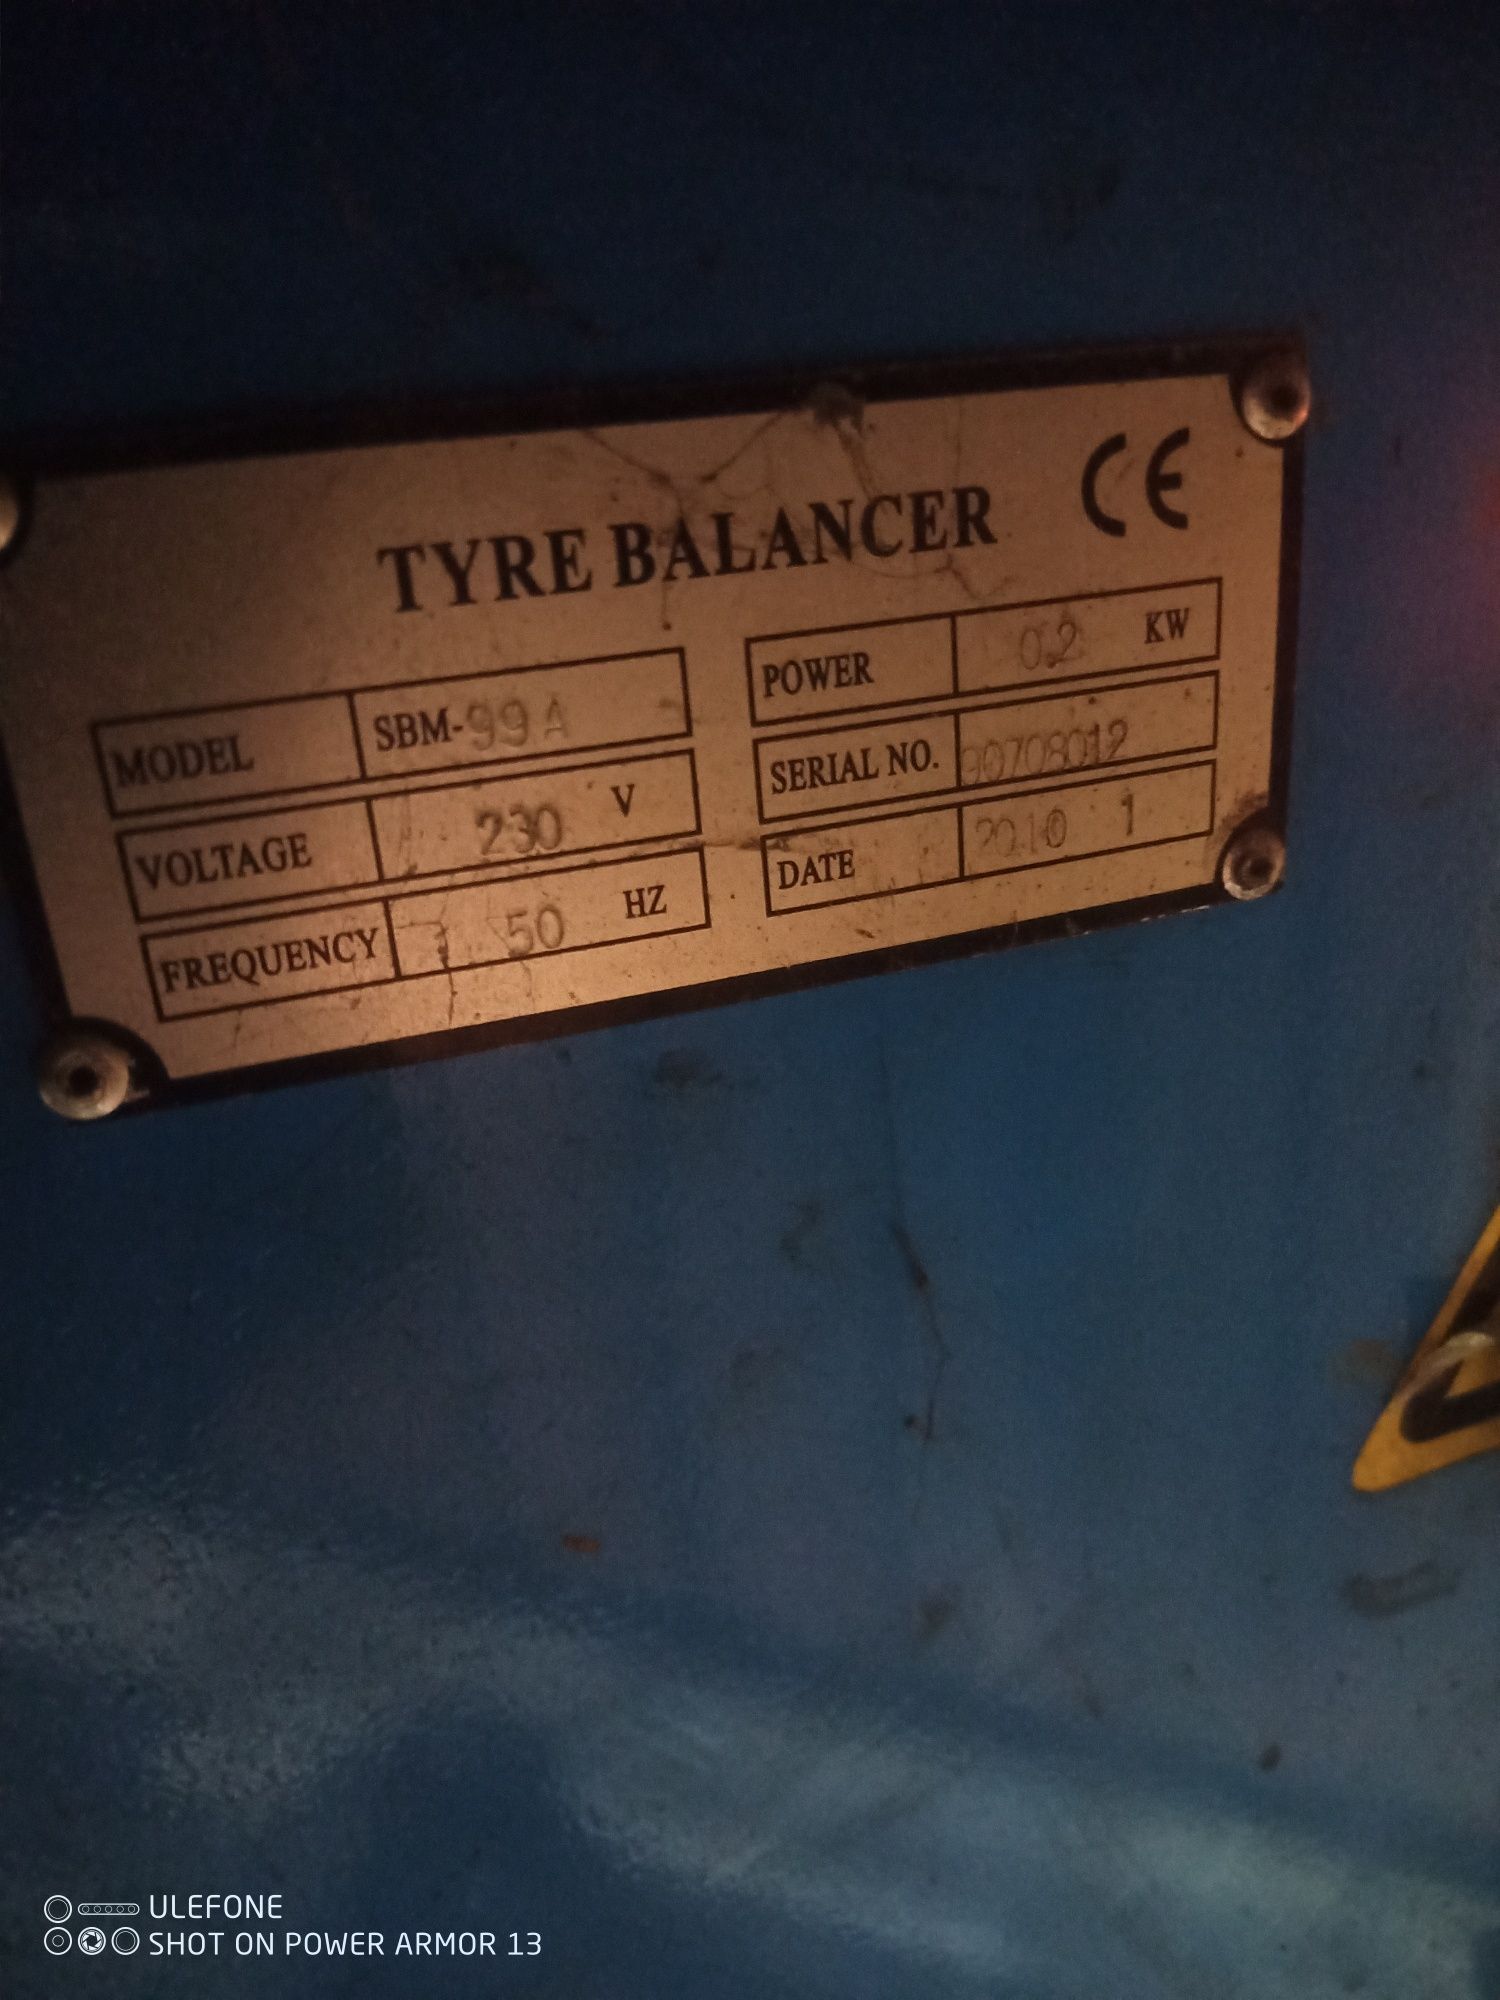 CE
TYRE BALANCER
MODEL SBM-99A
VOLTAGE 230 V
FREQUENCY 50 HZ
POWER 0.2 KW
SERIAL NO. 90708012
DATE 2010 1
ULEFONE
SHOT ON POWER ARMOR 13